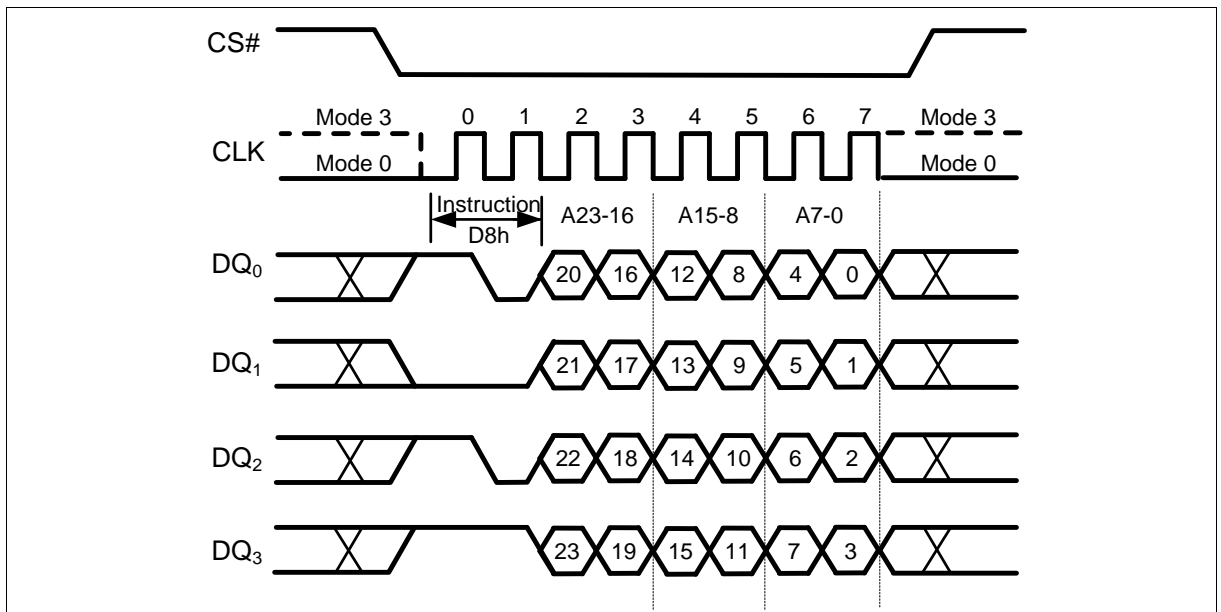 CS#
Mode 3 0 1 2 3 4 5 6 7 Mode 3
CLK
Mode 0 Mode 0
Instruction A23-16 A15-8 A7-0
D8h
DQ₀ 20 16 12 8 4 0
DQ₁ 21 17 13 9 5 1
DQ₂ 22 18 14 10 6 2
DQ₃ 23 19 15 11 7 3